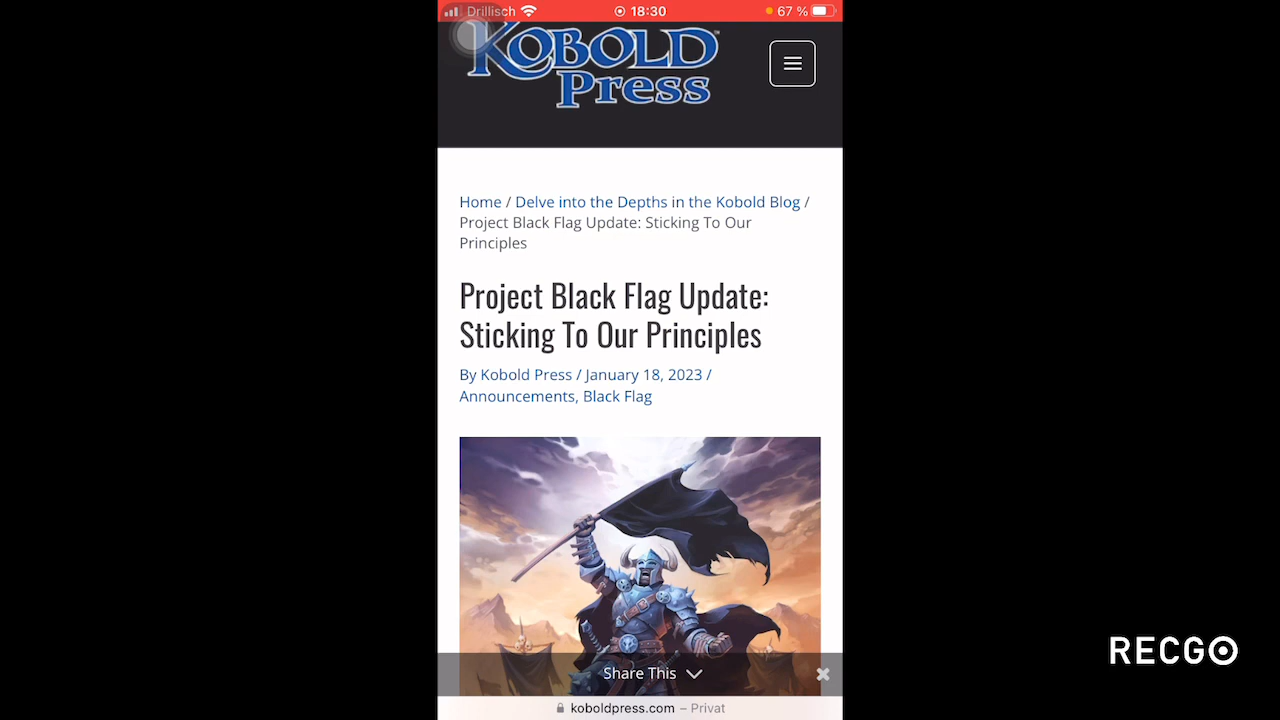 Drillisch 18:30 67 %
KOBOLD
Press
Home / Delve into the Depths in the Kobold Blog /
Project Black Flag Update: Sticking To Our
Principles
Project Black Flag Update:
Sticking To Our Principles
By Kobold Press / January 18, 2023 /
Announcements, Black Flag
Share This
koboldpress.com – Privat
RECGO